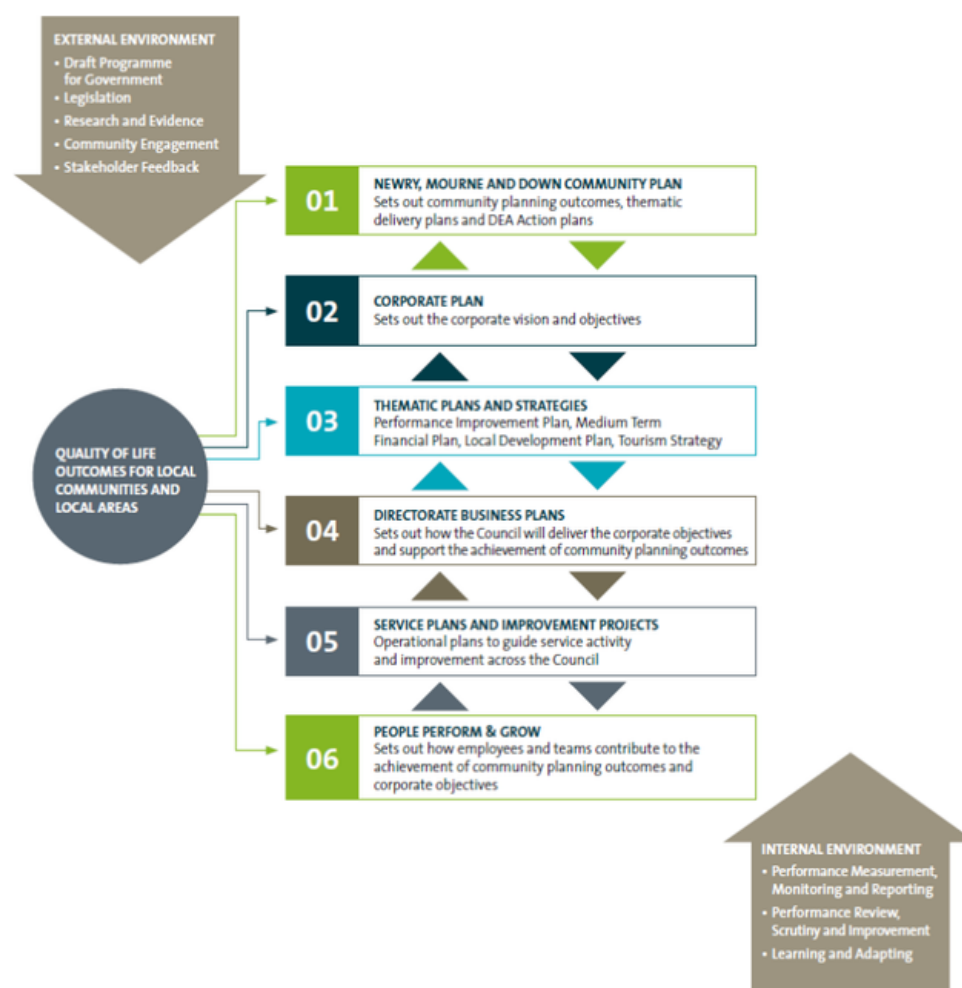 EXTERNAL ENVIRONMENT
• Draft Programme
for Government
• Legislation
• Research and Evidence
• Community Engagement
• Stakeholder Feedback
01
NEWRY, MOURNE AND DOWN COMMUNITY PLAN
Sets out community planning outcomes, thematic
delivery plans and DEA Action plans
02
CORPORATE PLAN
Sets out the corporate vision and objectives
03
THEMATIC PLANS AND STRATEGIES
Performance Improvement Plan, Medium Term
Financial Plan, Local Development Plan, Tourism Strategy
QUALITY OF LIFE
OUTCOMES FOR LOCAL
COMMUNITIES AND
LOCAL AREAS
04
DIRECTORATE BUSINESS PLANS
Sets out how the Council will deliver the corporate objectives
and support the achievement of community planning outcomes
05
SERVICE PLANS AND IMPROVEMENT PROJECTS
Operational plans to guide service activity
and improvement across the Council
06
PEOPLE PERFORM & GROW
Sets out how employees and teams contribute to the
achievement of community planning outcomes and
corporate objectives
INTERNAL ENVIRONMENT
• Performance Measurement,
Monitoring and Reporting
• Performance Review,
Scrutiny and Improvement
• Learning and Adapting